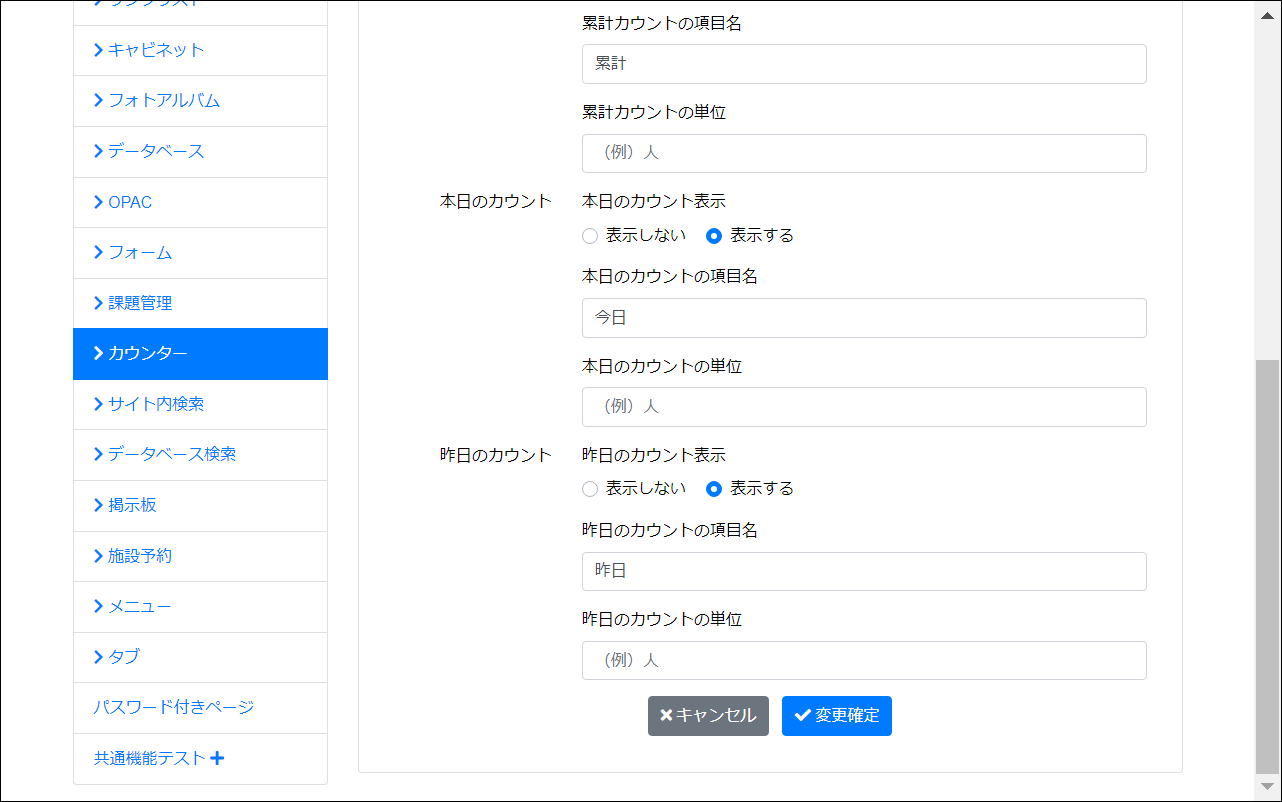 キャビネット
フォトアルバム
データベース
OPAC
フォーム
課題管理
カウンター
サイト内検索
データベース検索
掲示板
施設予約
メニュー
タブ
パスワード付きページ
共通機能テスト
累計カウントの項目名
累計
累計カウントの単位
（例）人
本日のカウント
本日のカウント表示
表示しない 表示する
本日のカウントの項目名
今日
本日のカウントの単位
（例）人
昨日のカウント
昨日のカウント表示
表示しない 表示する
昨日のカウントの項目名
昨日
昨日のカウントの単位
（例）人
キャンセル 変更確定